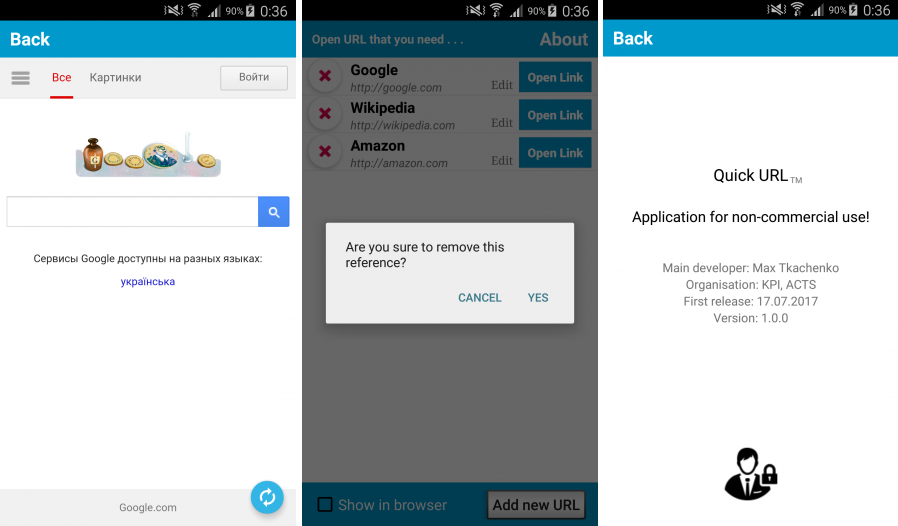 90% 0:36
Back
Все Картинки Войти
Сервисы Google доступны на разных языках:
українська
Google.com
90% 0:36
Open URL that you need . . . About
Google
http://google.com Edit Open Link
Wikipedia
http://wikipedia.com Edit Open Link
Amazon
http://amazon.com Edit Open Link
Are you sure to remove this
reference?
CANCEL YES
Show in browser Add new URL
90% 0:36
Back
Quick URL TM
Application for non-commercial use!
Main developer: Max Tkachenko
Organisation: KPI, ACTS
First release: 17.07.2017
Version: 1.0.0